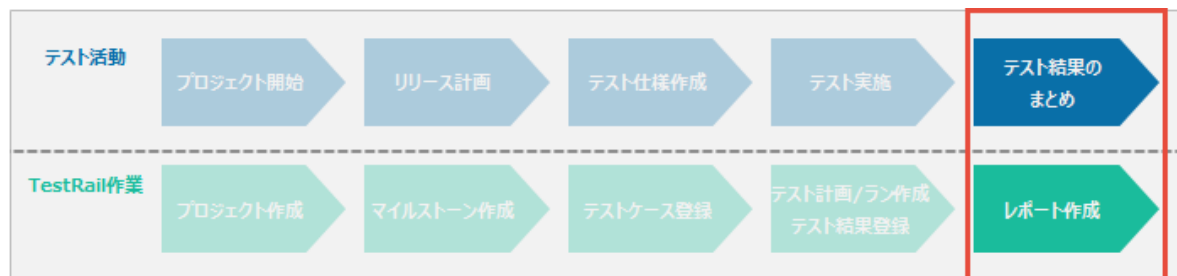 テスト活動
プロジェクト開始
リリース計画
テスト仕様作成
テスト実施
テスト結果の
まとめ
TestRail作業
プロジェクト作成
マイルストーン作成
テストケース登録
テスト計画/ラン作成
テスト結果登録
レポート作成